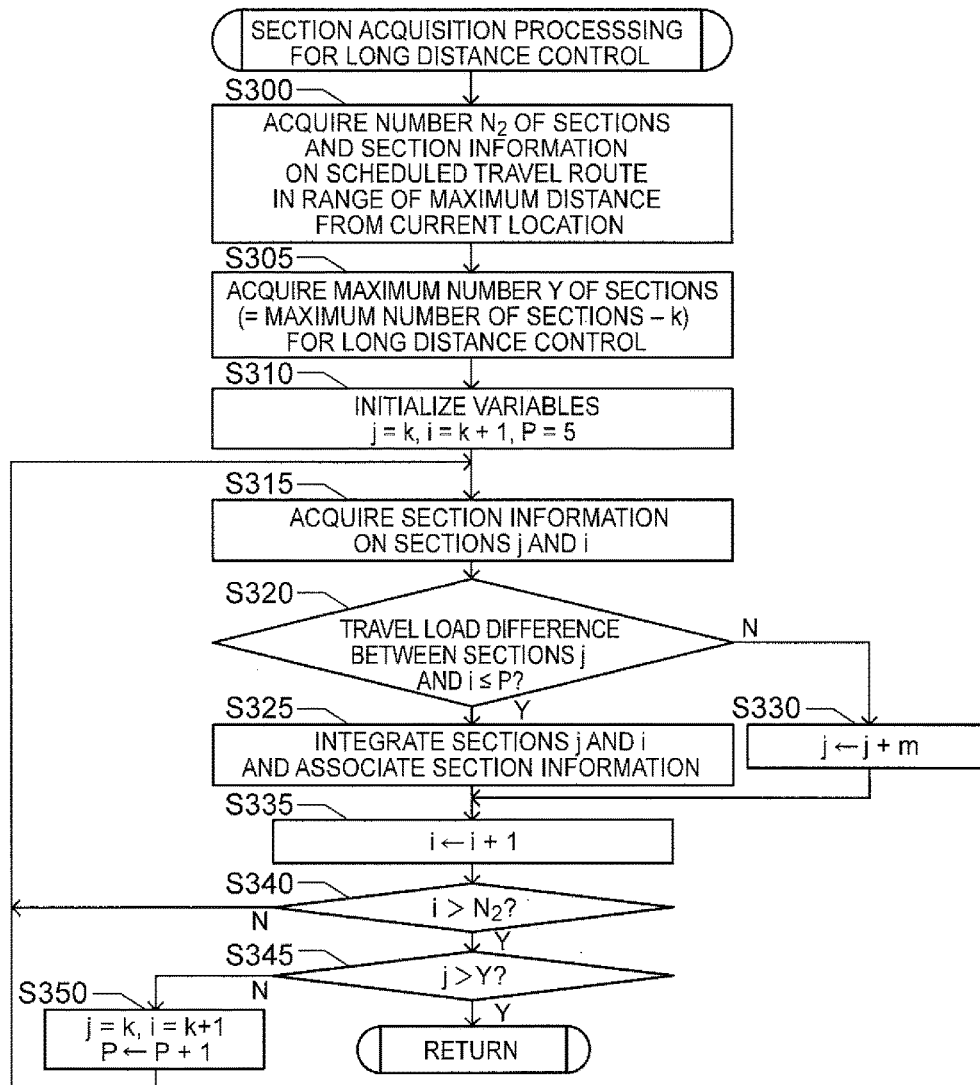 SECTION ACQUISITION PROCESSSING
FOR LONG DISTANCE CONTROL
S300
ACQUIRE NUMBER N₂ OF SECTIONS
AND SECTION INFORMATION
ON SCHEDULED TRAVEL ROUTE
IN RANGE OF MAXIMUM DISTANCE
FROM CURRENT LOCATION
S305
ACQUIRE MAXIMUM NUMBER Y OF SECTIONS
(= MAXIMUM NUMBER OF SECTIONS – k)
FOR LONG DISTANCE CONTROL
S310
INITIALIZE VARIABLES
j = k, i = k + 1, P = 5
S315
ACQUIRE SECTION INFORMATION
ON SECTIONS j AND i
S320
TRAVEL LOAD DIFFERENCE
BETWEEN SECTIONS j
AND i ≤ P?
N
Y
S325
INTEGRATE SECTIONS j AND i
AND ASSOCIATE SECTION INFORMATION
S330
j ← j + m
S335
i ← i + 1
S340
i > N₂?
N
Y
S345
j > Y?
N
Y
S350
j = k, i = k+1
P ← P + 1
RETURN